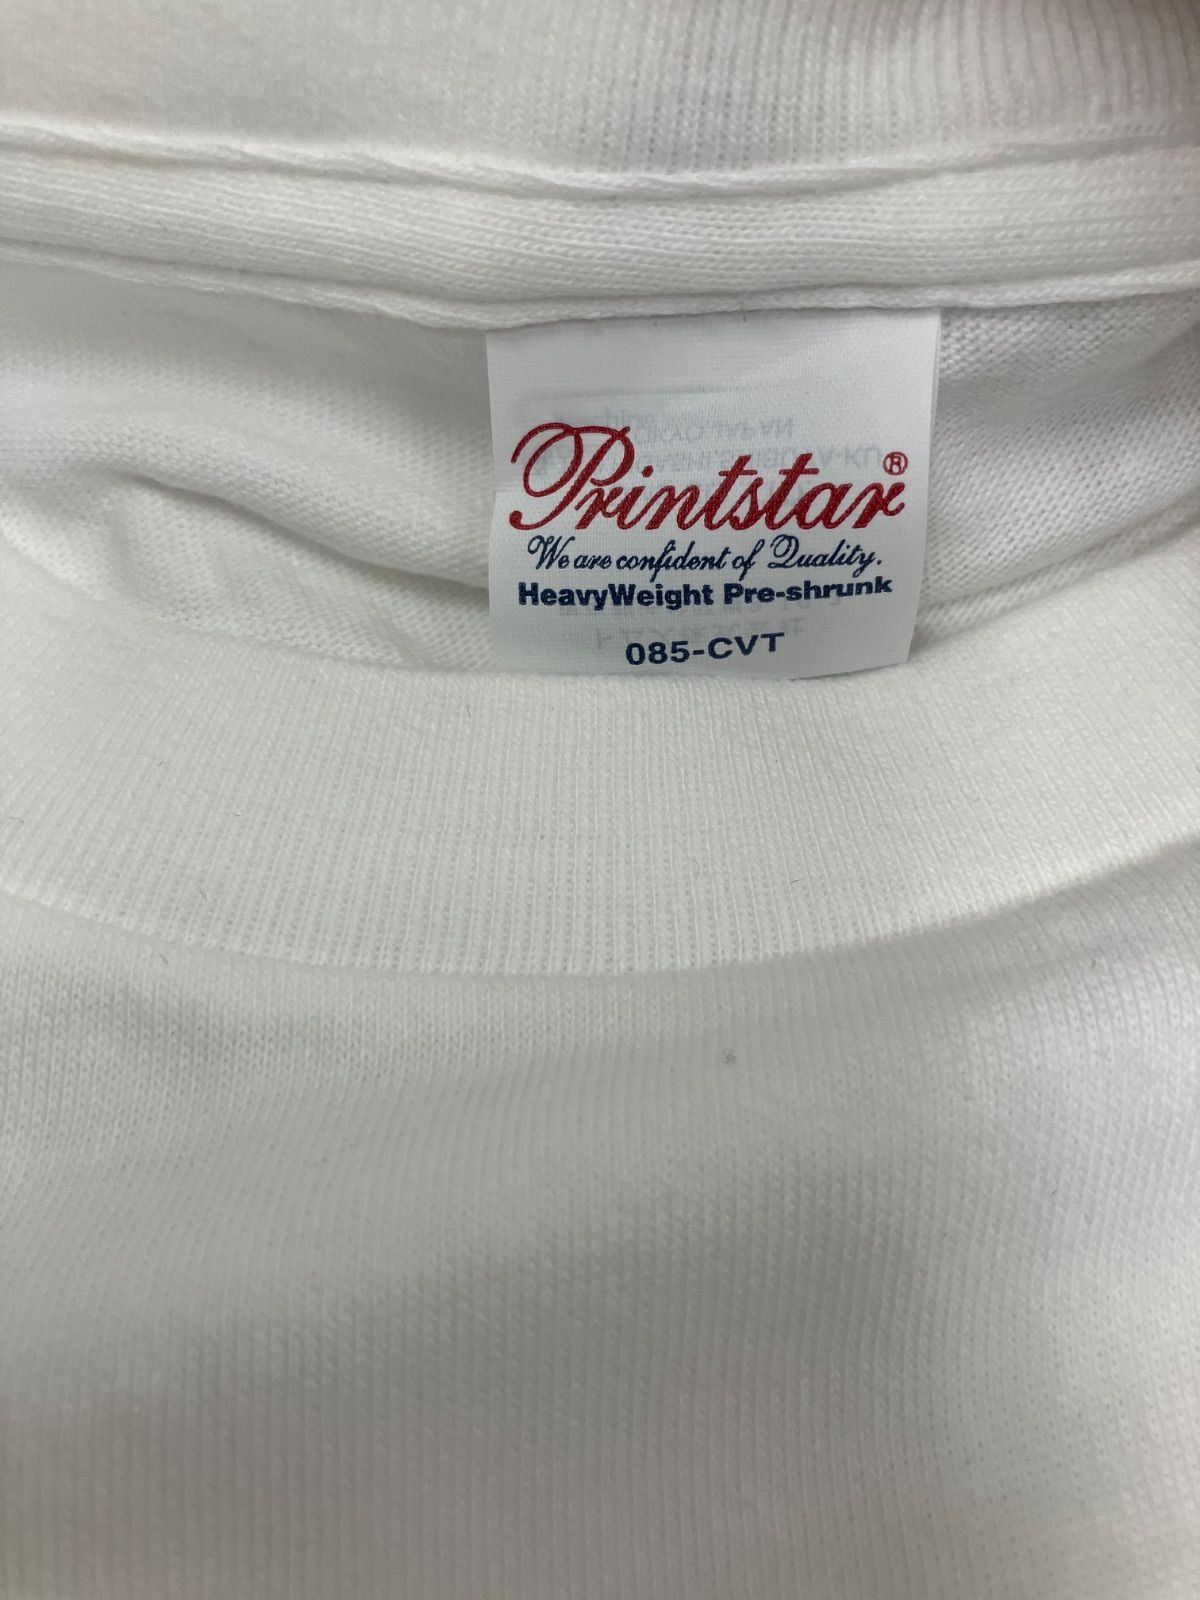 Printstar®
We are confident of Quality.
HeavyWeight Pre-shrunk
085-CVT